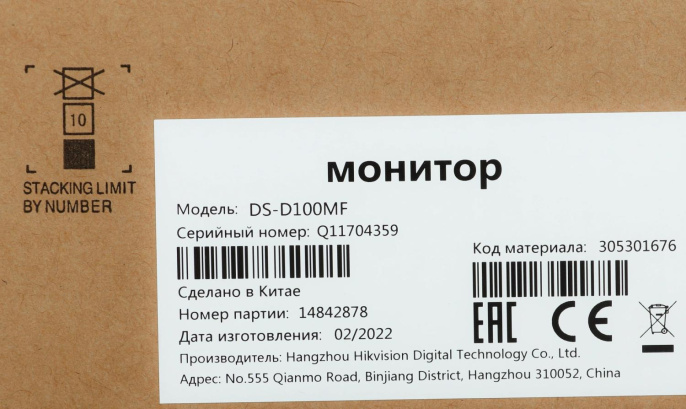 10
STACKING LIMIT
BY NUMBER
монитор
Модель: DS-D100MF
Серийный номер: Q11704359
Код материала: 305301676
Сделано в Китае
Номер партии: 14842878
Дата изготовления: 02/2022
EAC CE
Производитель: Hangzhou Hikvision Digital Technology Co., Ltd.
Адрес: No.555 Qianmo Road, Binjiang District, Hangzhou 310052, China